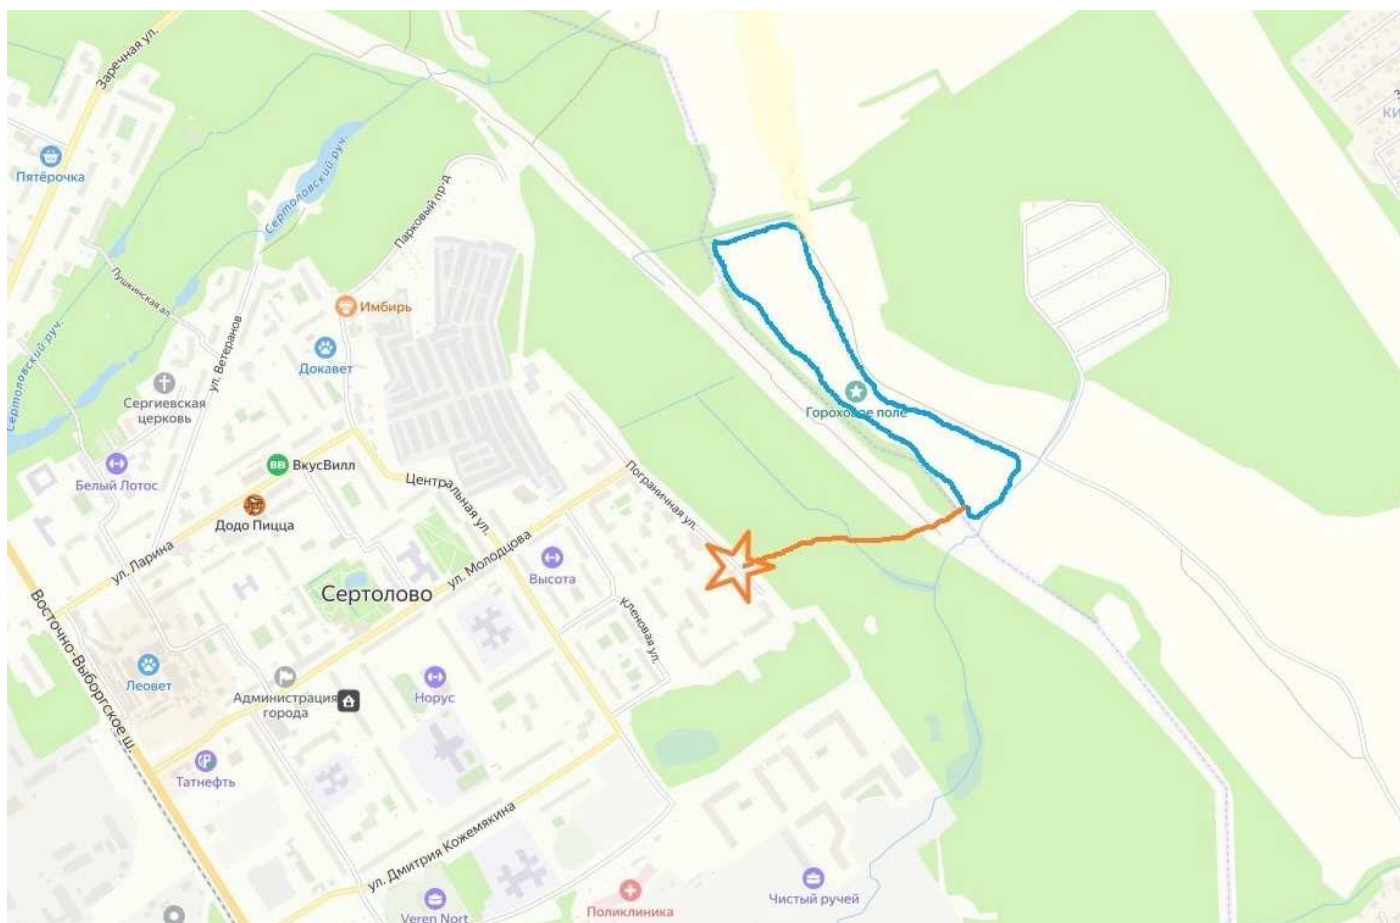 Заречная ул.
Пятёрочка
Сертоловский руч.
Парковый пр-д
КИ
Пушкинская ал.
Имбирь
ул. Ветеранов
Докавет
Сертоловский руч.
Сергиевская
церковь
Гороховое поле
Белый Лотос
ВВ
ВкусВилл
Центральная ул.
Пограничная ул.
Додо Пицца
ул. Молодцова
ул. Ларина
Высота
Сертолово
Кленовая ул.
Восточно-Выборгское ш.
Леовет
Администрация
города
Норус
Татнефть
ул. Дмитрия Кожемякина
Чистый ручей
Veren Nort
Поликлиника